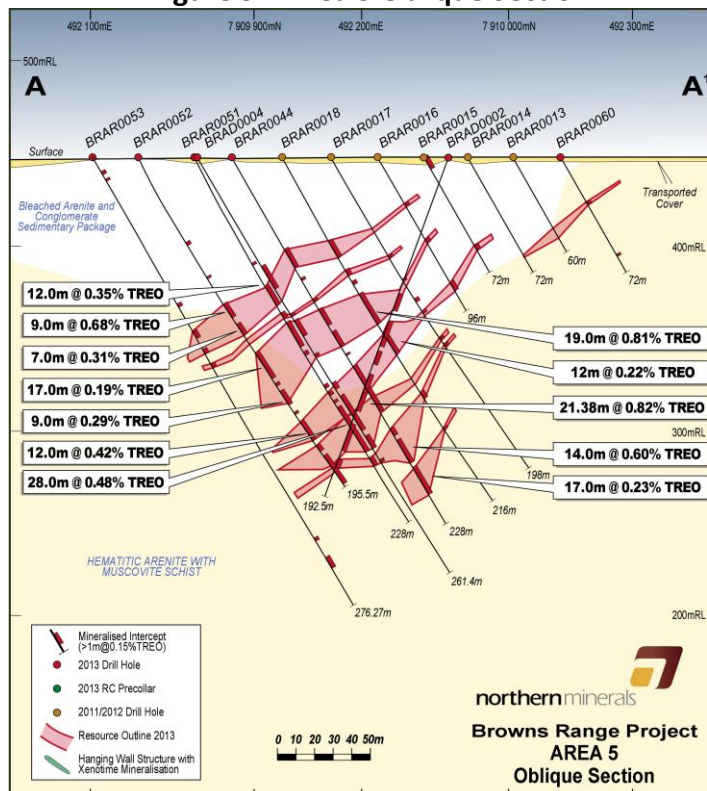 492 100mE 7 909 900mN 492 200mE 7 910 000mN 492 300mE
500mRL
A A¹
BRAR0053
BRAR0052
BRAR0051
BRAD0004
BRAR0044
BRAR0018
BRAR0017
BRAR0016
BRAR0015
BRAD0002
BRAR0014
BRAR0013
BRAR0060
Surface
Transported
Cover
Bleached Arenite and
Conglomerate
Sedimentary Package
400mRL
60m
72m
72m
72m
96m
12.0m @ 0.35% TREO
9.0m @ 0.68% TREO
7.0m @ 0.31% TREO
17.0m @ 0.19% TREO
9.0m @ 0.29% TREO
12.0m @ 0.42% TREO
28.0m @ 0.48% TREO
19.0m @ 0.81% TREO
12m @ 0.22% TREO
21.38m @ 0.82% TREO
14.0m @ 0.60% TREO
17.0m @ 0.23% TREO
300mRL
198m
195.5m
192.5m
216m
228m
228m
261.4m
276.27m
HEMATITIC ARENITE WITH
MUSCOVITE SCHIST
200mRL
Mineralised Intercept
(>1m@0.15%TREO)
2013 Drill Hole
2013 RC Precollar
2011/2012 Drill Hole
Resource Outline 2013
Hanging Wall Structure with
Xenotime Mineralisation
0 10 20 30 40 50m
northernminerals
Browns Range Project
AREA 5
Oblique Section